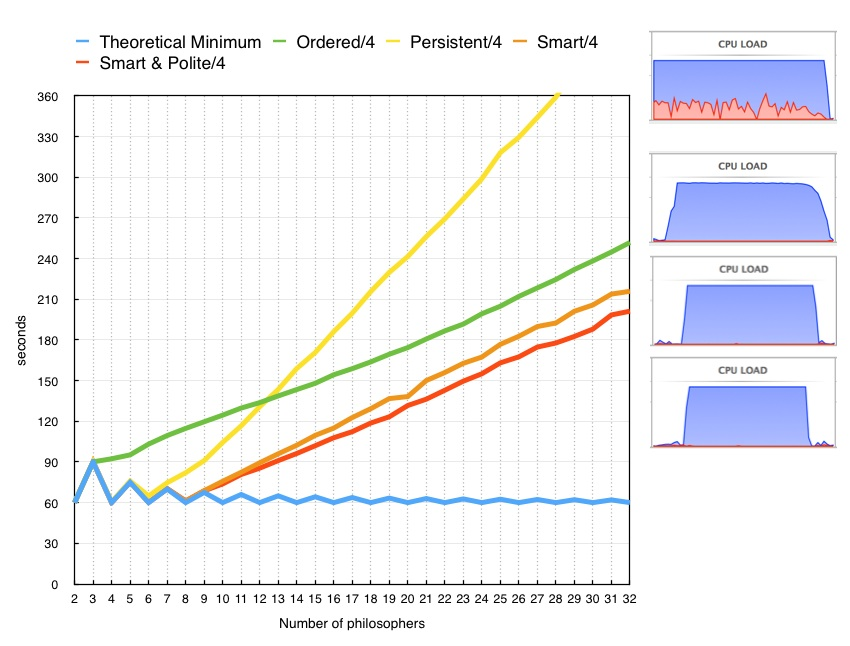 Theoretical Minimum Ordered/4 Persistent/4 Smart/4
Smart & Polite/4
360
330
300
270
240
210
180
150
120
90
60
30
0
seconds
2 3 4 5 6 7 8 9 10 11 12 13 14 15 16 17 18 19 20 21 22 23 24 25 26 27 28 29 30 31 32
Number of philosophers
CPU LOAD
CPU LOAD
CPU LOAD
CPU LOAD